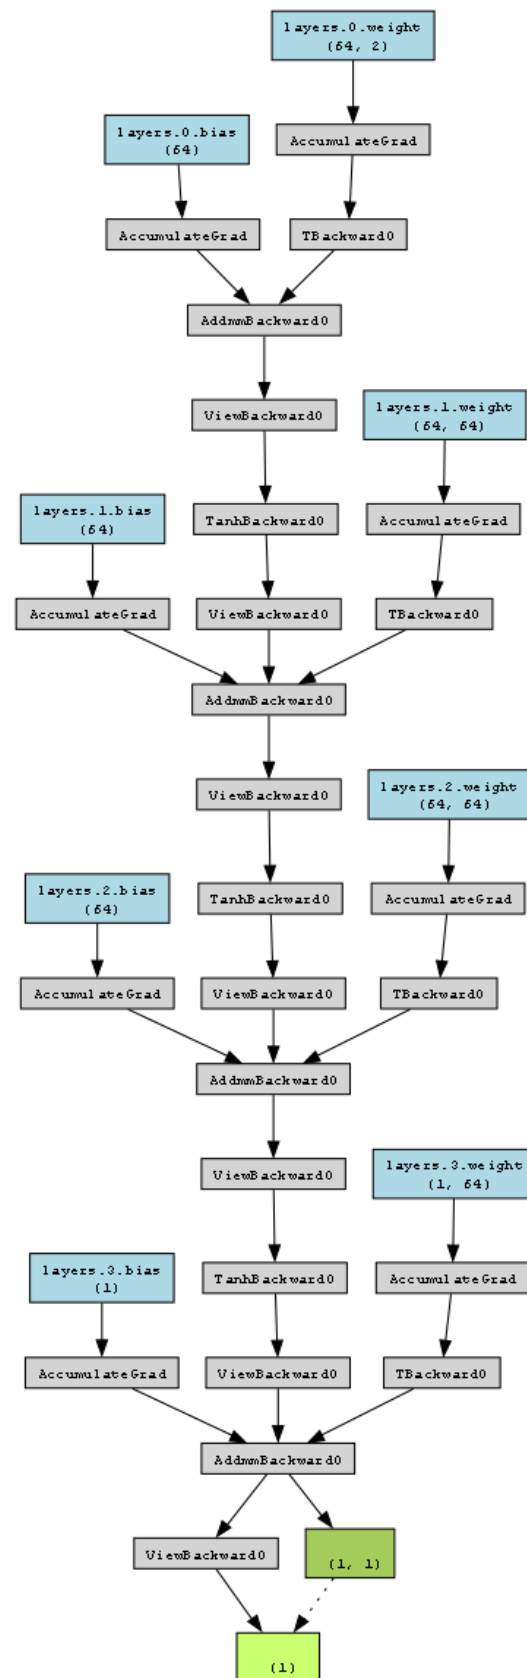 layers.0.weight
(64, 2)
layers.0.bias
(64)
AccumulateGrad
AccumulateGrad
TBackward0
AddmmBackward0
ViewBackward0
layers.1.weight
(64, 64)
layers.1.bias
(64)
TanhBackward0
AccumulateGrad
AccumulateGrad
ViewBackward0
TBackward0
AddmmBackward0
ViewBackward0
layers.2.weight
(64, 64)
layers.2.bias
(64)
TanhBackward0
AccumulateGrad
AccumulateGrad
ViewBackward0
TBackward0
AddmmBackward0
ViewBackward0
layers.3.weight
(1, 64)
layers.3.bias
(1)
TanhBackward0
AccumulateGrad
AccumulateGrad
ViewBackward0
TBackward0
AddmmBackward0
ViewBackward0
(1, 1)
(1)